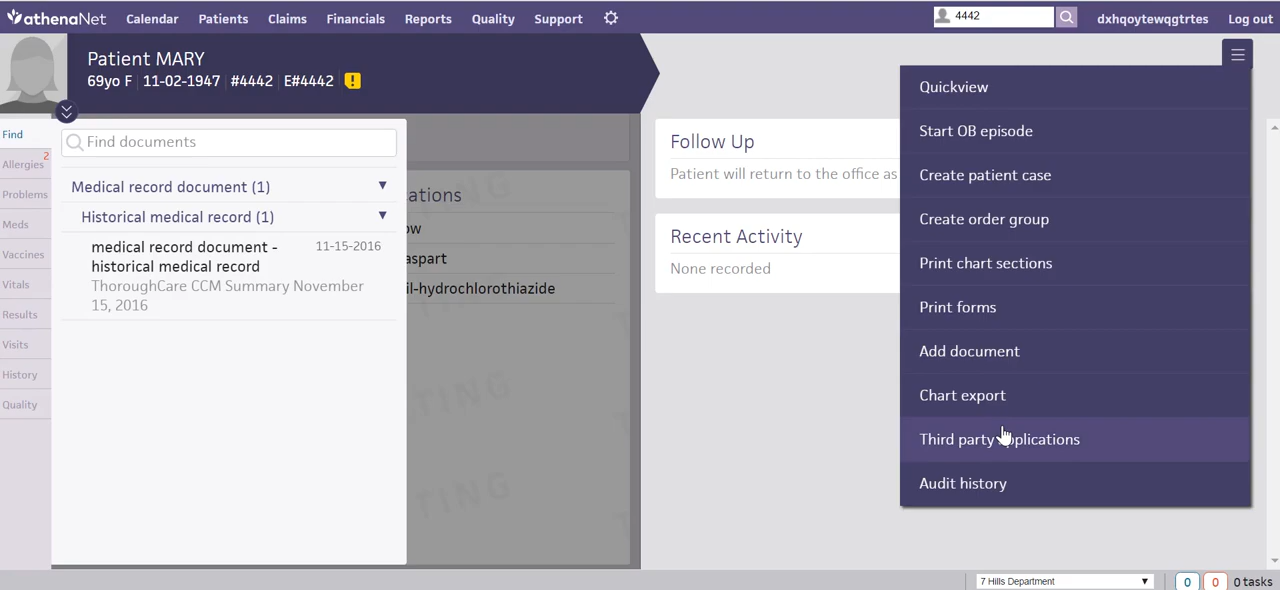 athenaNet Calendar Patients Claims Financials Reports Quality Support 4442 dxhqoytewqgtrtes Log out
Patient MARY
69yo F 11-02-1947 #4442 E#4442 !
Find
Allergies 2
Problems
Meds
Vaccines
Vitals
Results
Visits
History
Quality
Find documents
Medical record document (1)
Historical medical record (1)
medical record document - 11-15-2016
historical medical record
ThoroughCare CCM Summary November
15, 2016
ations
ow
aspart
il-hydrochlorothiazide
Follow Up
Patient will return to the office as
Recent Activity
None recorded
Quickview
Start OB episode
Create patient case
Create order group
Print chart sections
Print forms
Add document
Chart export
Third party applications
Audit history
7 Hills Department 0 0 0 tasks